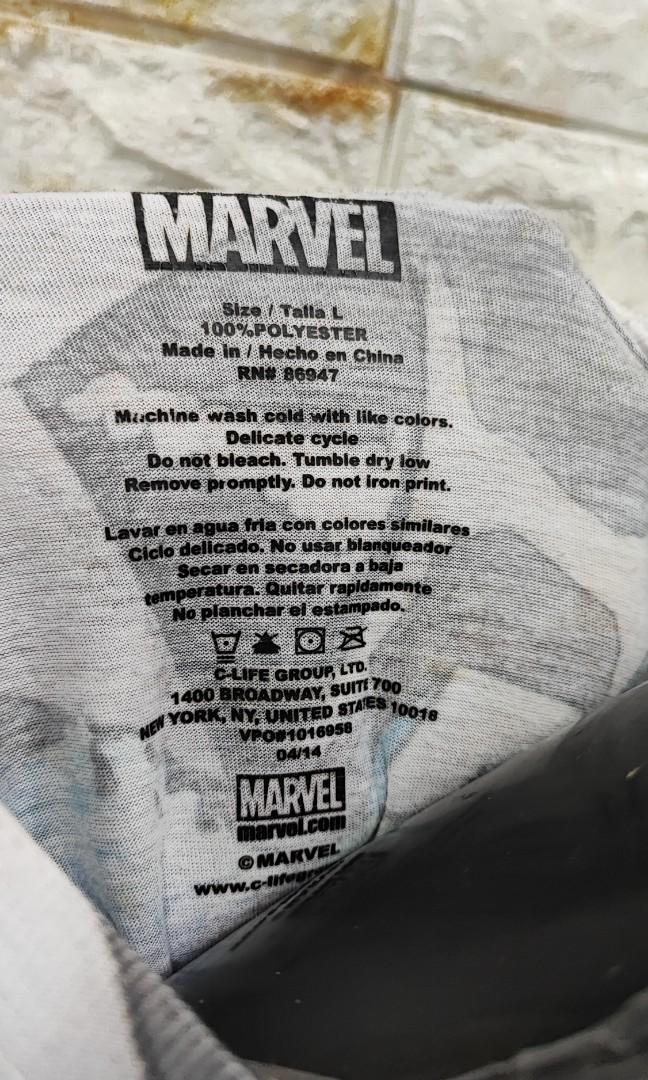 MARVEL
Size / Talla L
100%POLYESTER
Made in / Hecho en China
RN# 86947
Machine wash cold with like colors.
Delicate cycle
Do not bleach. Tumble dry low
Remove promptly. Do not iron print.
Lavar en agua fria con colores similares
Ciclo delicado. No usar blanqueador
Secar en secadora a baja
temperatura. Quitar rapidamente
No planchar el estampado.
C-LIFE GROUP, LTD.
1400 BROADWAY, SUITE 700
NEW YORK, NY, UNITED STATES 10018
VPO#1016958
04/14
MARVEL
marvel.com
© MARVEL